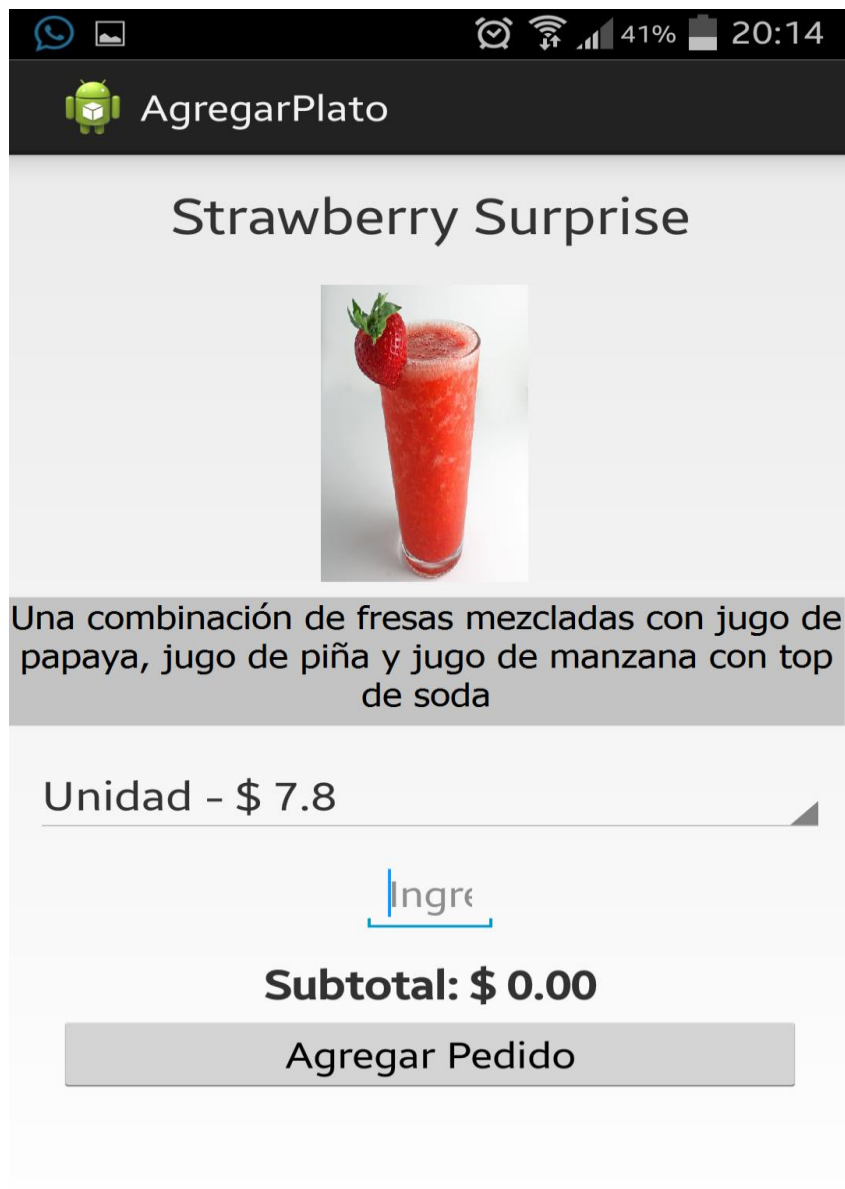 41% 20:14
AgregarPlato
Strawberry Surprise
Una combinación de fresas mezcladas con jugo de
papaya, jugo de piña y jugo de manzana con top
de soda
Unidad - $ 7.8
Ingre
Subtotal: $ 0.00
Agregar Pedido